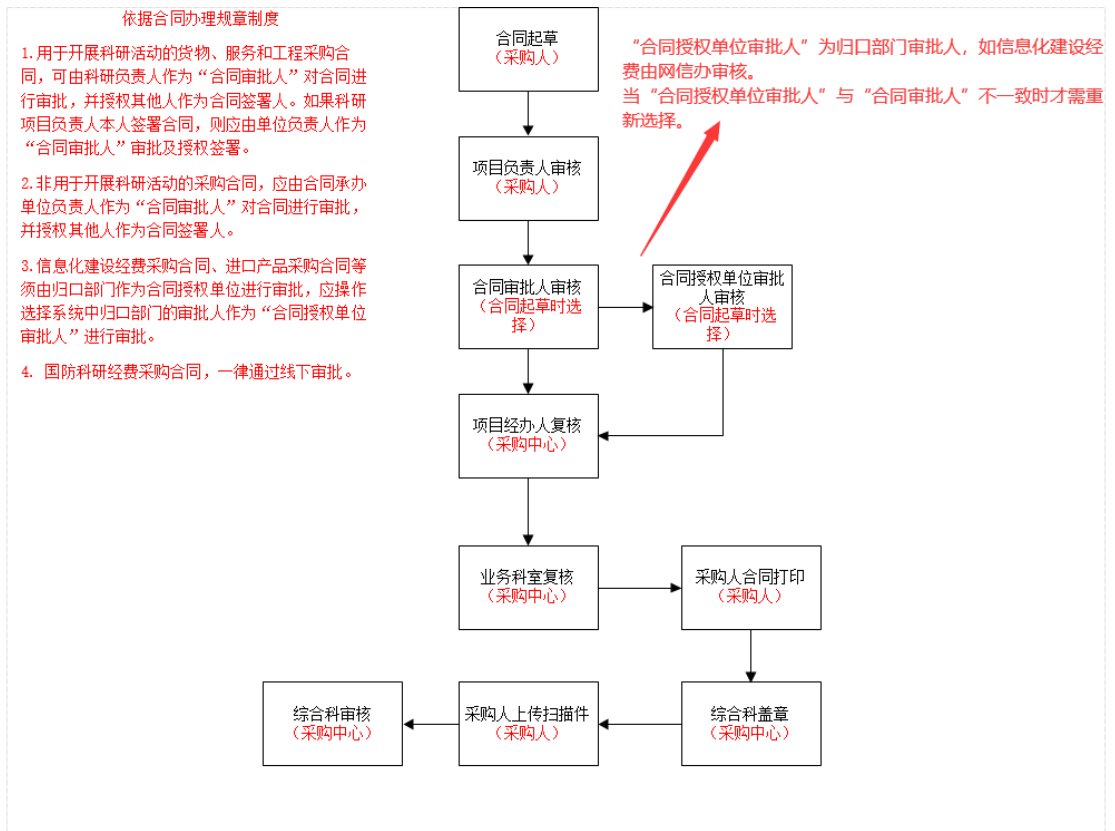 依据合同办理规章制度
1.用于开展科研活动的货物、服务和工程采购合
同，可由科研负责人作为“合同审批人”对合同进
行审批，并授权其他人作为合同签署人。如果科研
项目负责人本人签署合同，则应由单位负责人作为
“合同审批人”审批及授权签署。
2.非用于开展科研活动的采购合同，应由合同承办
单位负责人作为“合同审批人”对合同进行审批，
并授权其他人作为合同签署人。
3.信息化建设经费采购合同、进口产品采购合同等
须由归口部门作为合同授权单位进行审批，应操作
选择系统中归口部门的审批人作为“合同授权单位
审批人”进行审批。
4. 国防科研经费采购合同，一律通过线下审批。
合同起草
（采购人）
“合同授权单位审批人”为归口部门审批人，如信息化建设经
费由网信办审核。
当“合同授权单位审批人”与“合同审批人”不一致时才需重
新选择。
项目负责人审核
（采购人）
合同审批人审核
（合同起草时选
择）
合同授权单位审批
人审核
（合同起草时选
择）
项目经办人复核
（采购中心）
业务科室复核
（采购中心）
采购人合同打印
（采购人）
综合科盖章
（采购中心）
采购人上传扫描件
（采购人）
综合科审核
（采购中心）